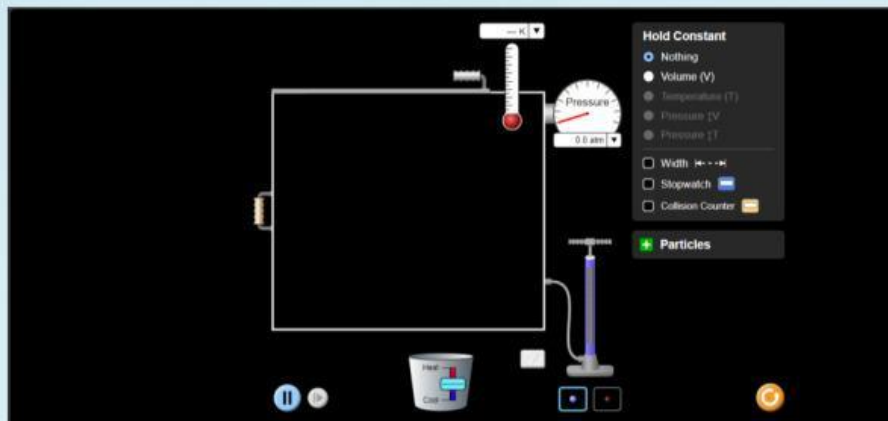 — K
Hold Constant
Nothing
Volume (V)
Temperature (T)
Pressure ↕V
Pressure ↕T
Pressure
0.0 atm
Width
Stopwatch
Collision Counter
Particles
Heat
Cool